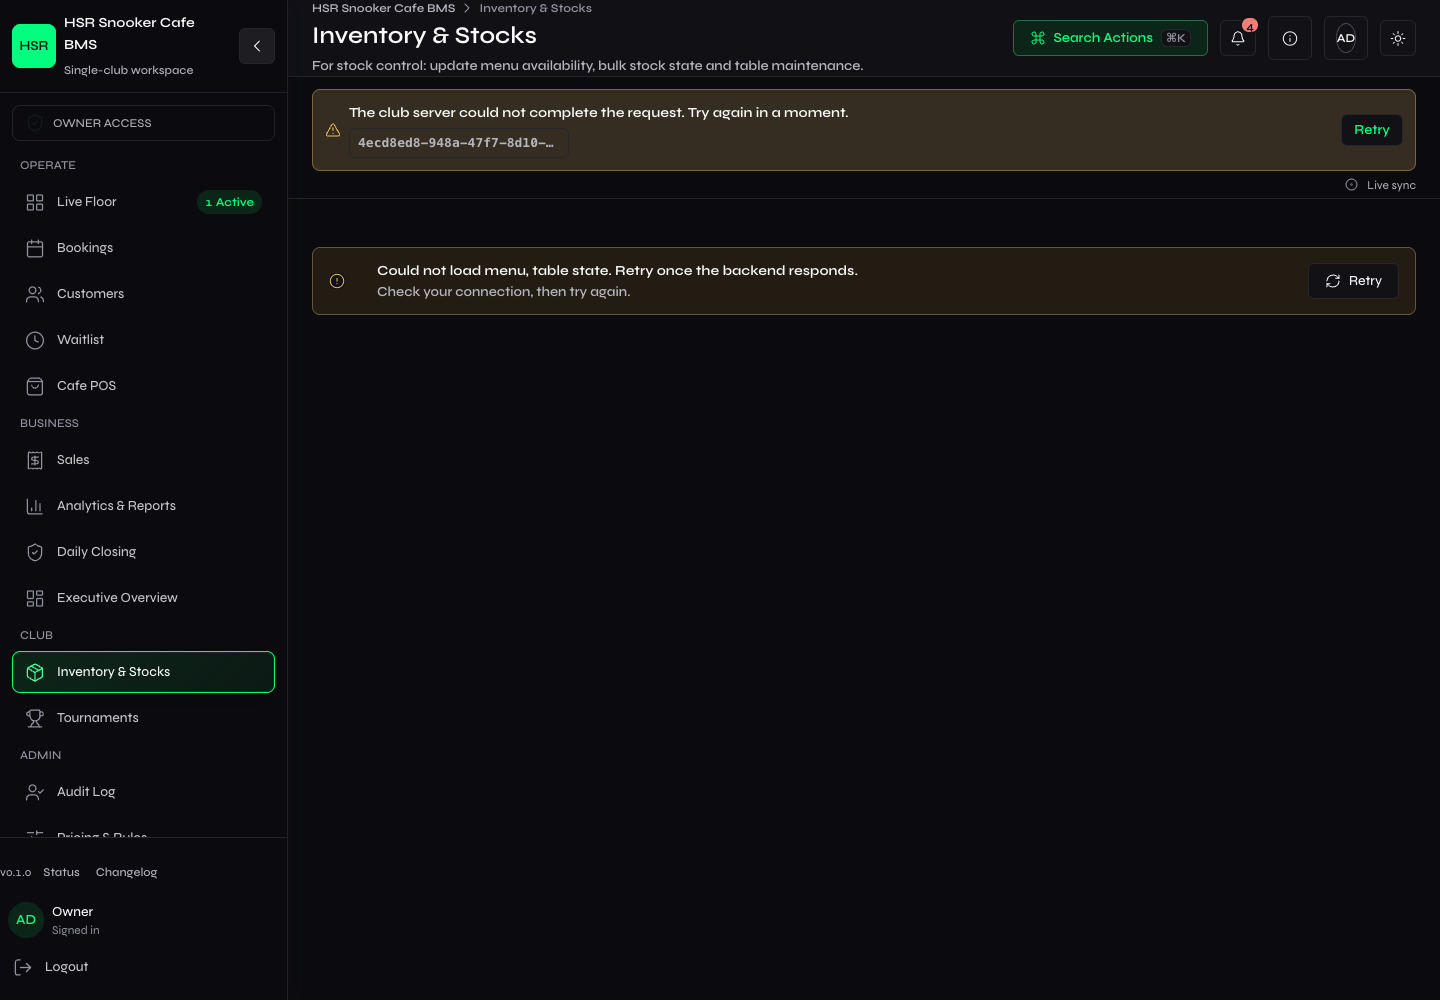 HSR
HSR Snooker Cafe
BMS
Single-club workspace
OWNER ACCESS
OPERATE
Live Floor
1 Active
Bookings
Customers
Waitlist
Cafe POS
BUSINESS
Sales
Analytics & Reports
Daily Closing
Executive Overview
CLUB
Inventory & Stocks
Tournaments
ADMIN
Audit Log
Pricing & Rules
v0.1.0 Status Changelog
AD
Owner
Signed in
Logout
HSR Snooker Cafe BMS > Inventory & Stocks
Inventory & Stocks
For stock control: update menu availability, bulk stock state and table maintenance.
Search Actions ⌘K
4
AD
The club server could not complete the request. Try again in a moment.
4ecd8ed8-948a-47f7-8d10-…
Retry
Live sync
Could not load menu, table state. Retry once the backend responds.
Check your connection, then try again.
Retry